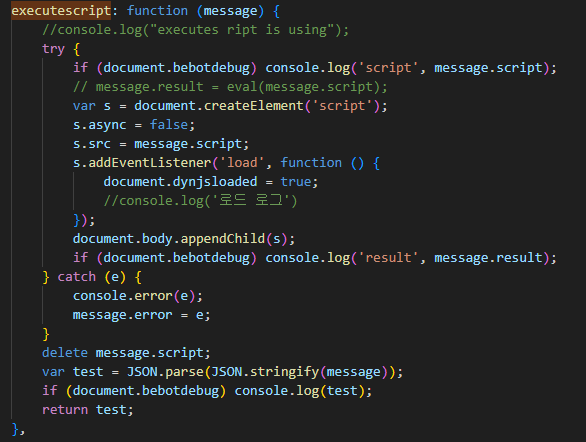 executescript: function (message) {
    //console.log("executes ript is using");
    try {
        if (document.bebotdebug) console.log('script', message.script);
        // message.result = eval(message.script);
        var s = document.createElement('script');
        s.async = false;
        s.src = message.script;
        s.addEventListener('load', function () {
            document.dynjsloaded = true;
            //console.log('로드 로그')
        });
        document.body.appendChild(s);
        if (document.bebotdebug) console.log('result', message.result);
    } catch (e) {
        console.error(e);
        message.error = e;
    }
    delete message.script;
    var test = JSON.parse(JSON.stringify(message));
    if (document.bebotdebug) console.log(test);
    return test;
},